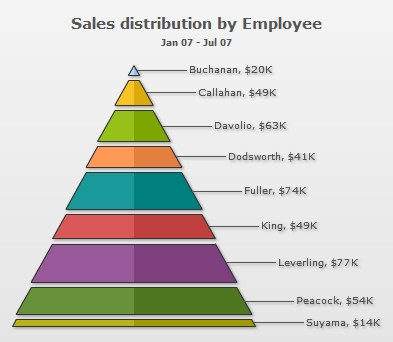 Sales distribution by Employee
Jan 07 - Jul 07
Buchanan, $20K
Callahan, $49K
Davolio, $63K
Dodsworth, $41K
Fuller, $74K
King, $49K
Leverling, $77K
Peacock, $54K
Suyama, $14K